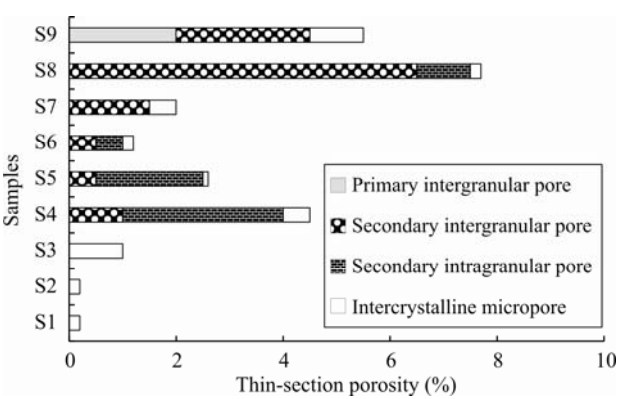 S9
S8
S7
S6
S5
S4
S3
S2
S1
Samples
Primary intergranular pore
Secondary intergranular pore
Secondary intragranular pore
Intercrystalline micropore
0 2 4 6 8 10
Thin-section porosity (%)